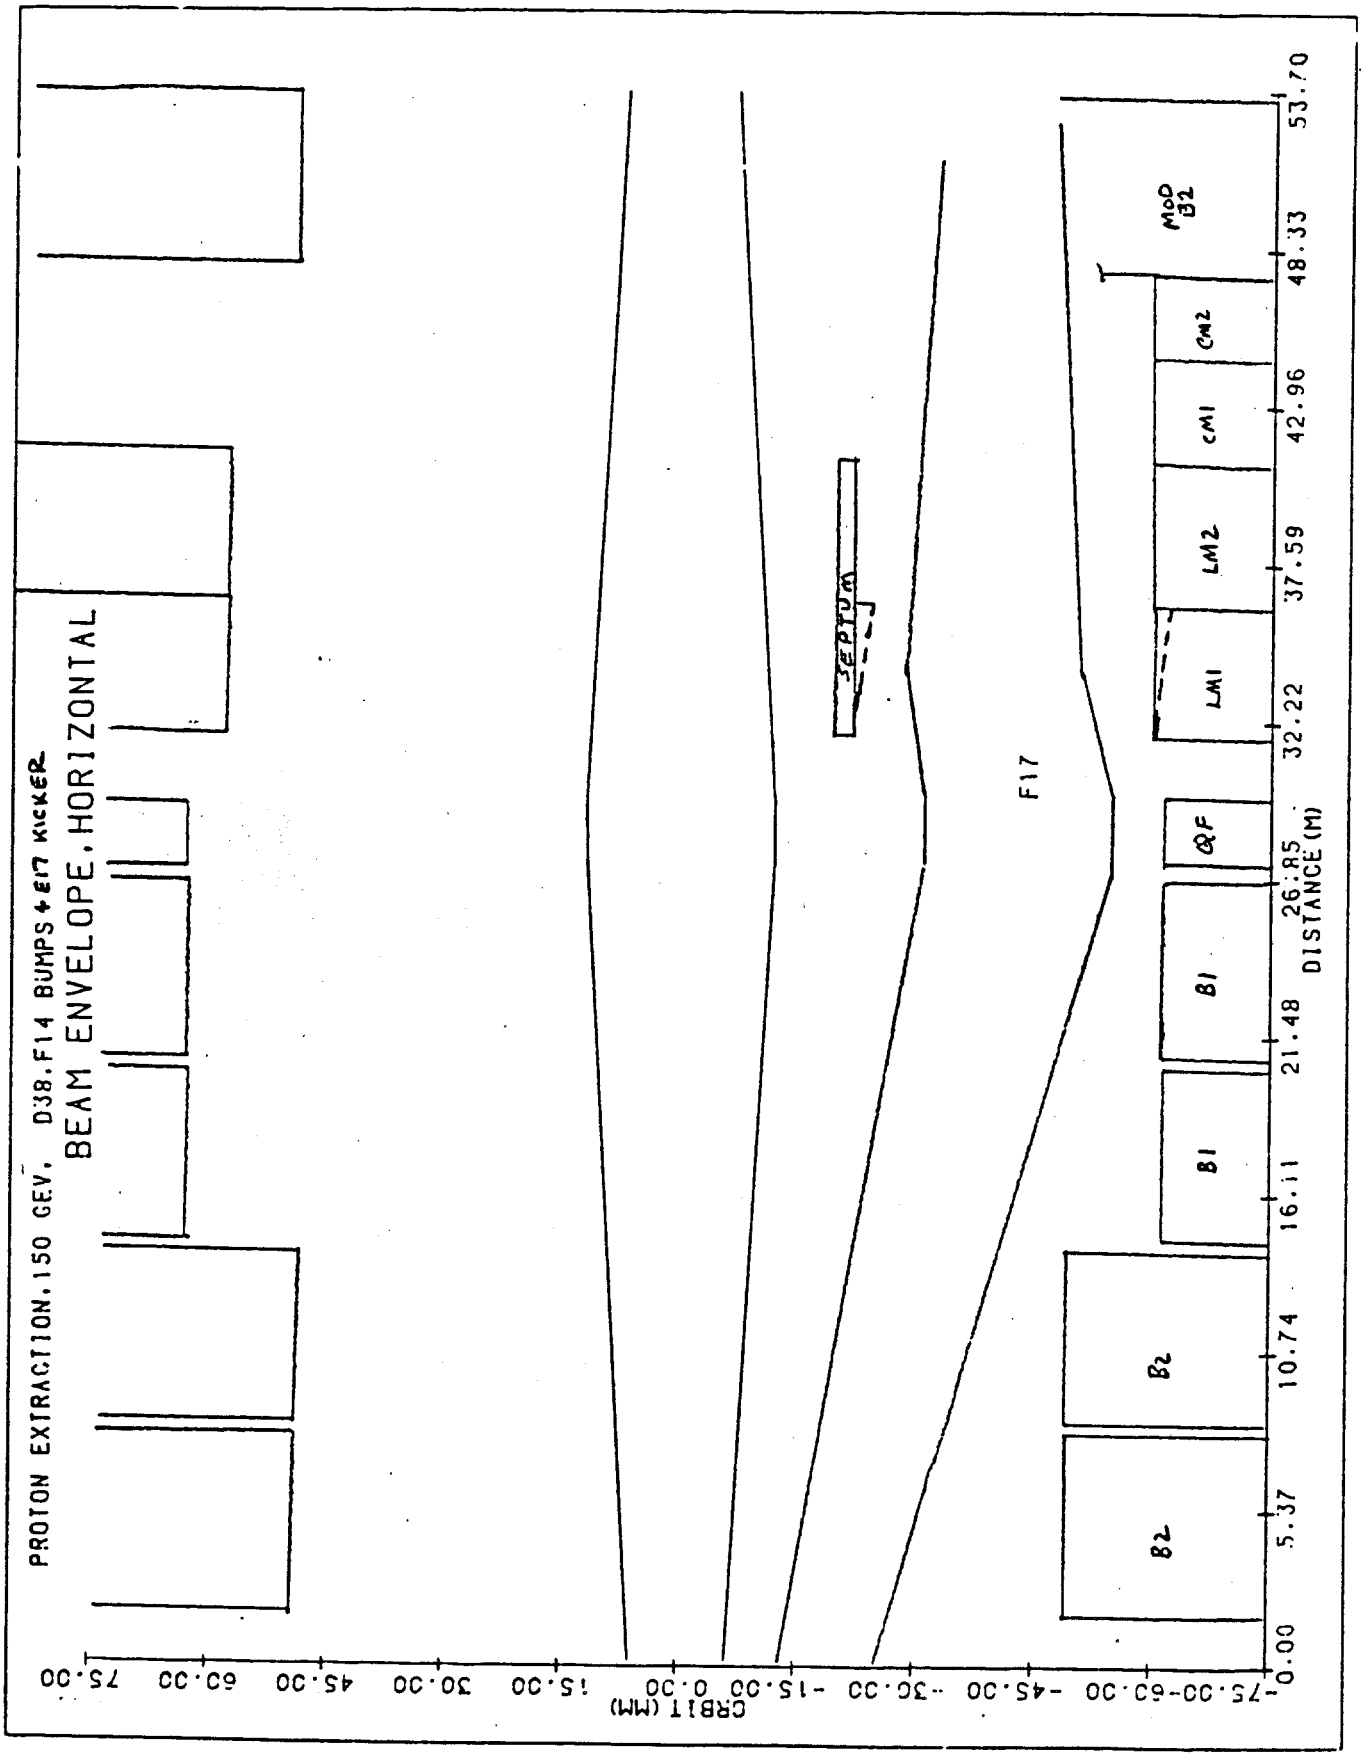 PROTON EXTRACTION.150 GEV. D38.F14 BUMPS + E17 KICKER
BEAM ENVELOPE,HORIZONTAL
75.00
60.00
45.00
30.00
15.00
0.00
-15.00
-30.00
-45.00
-60.00
-75.00
ORBIT (MM)
SEPTUM
F17
B2
B2
B1
B1
QF
LM1
LM2
CM1
CM2
MOD
B2
0.00
5.37
10.74
16.11
21.48
26.85
32.22
37.59
42.96
48.33
53.70
DISTANCE (M)